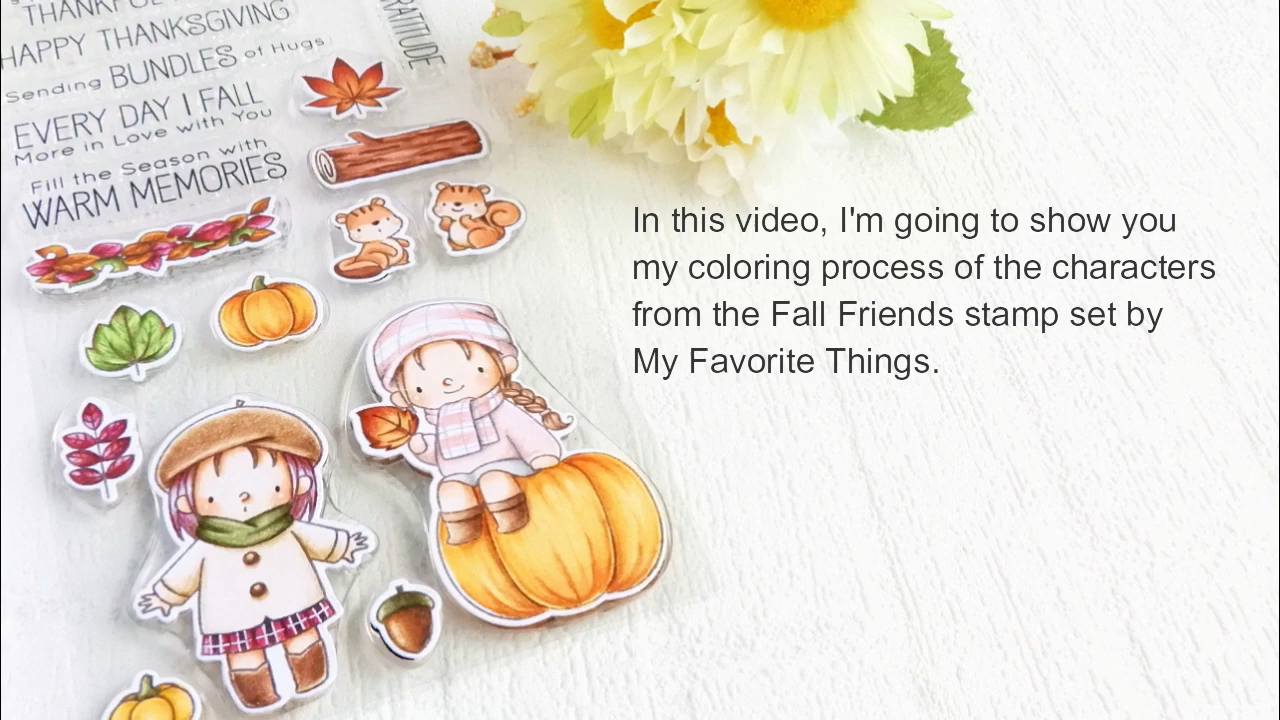 THANKFUL
HAPPY THANKSGIVING
Sending BUNDLES of Hugs
EVERY DAY I FALL
More in Love with You
Fill the Season with
WARM MEMORIES
GRATITUDE
In this video, I'm going to show you
my coloring process of the characters
from the Fall Friends stamp set by
My Favorite Things.